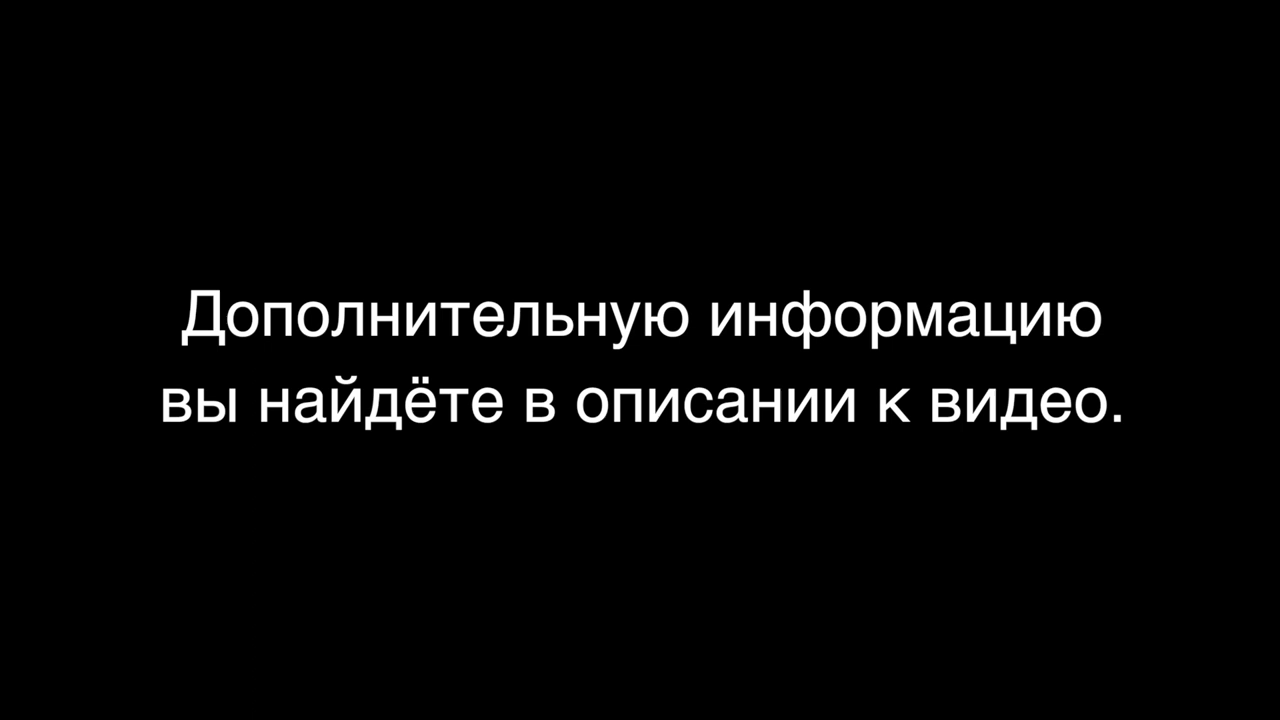 Дополнительную информацию
вы найдёте в описании к видео.